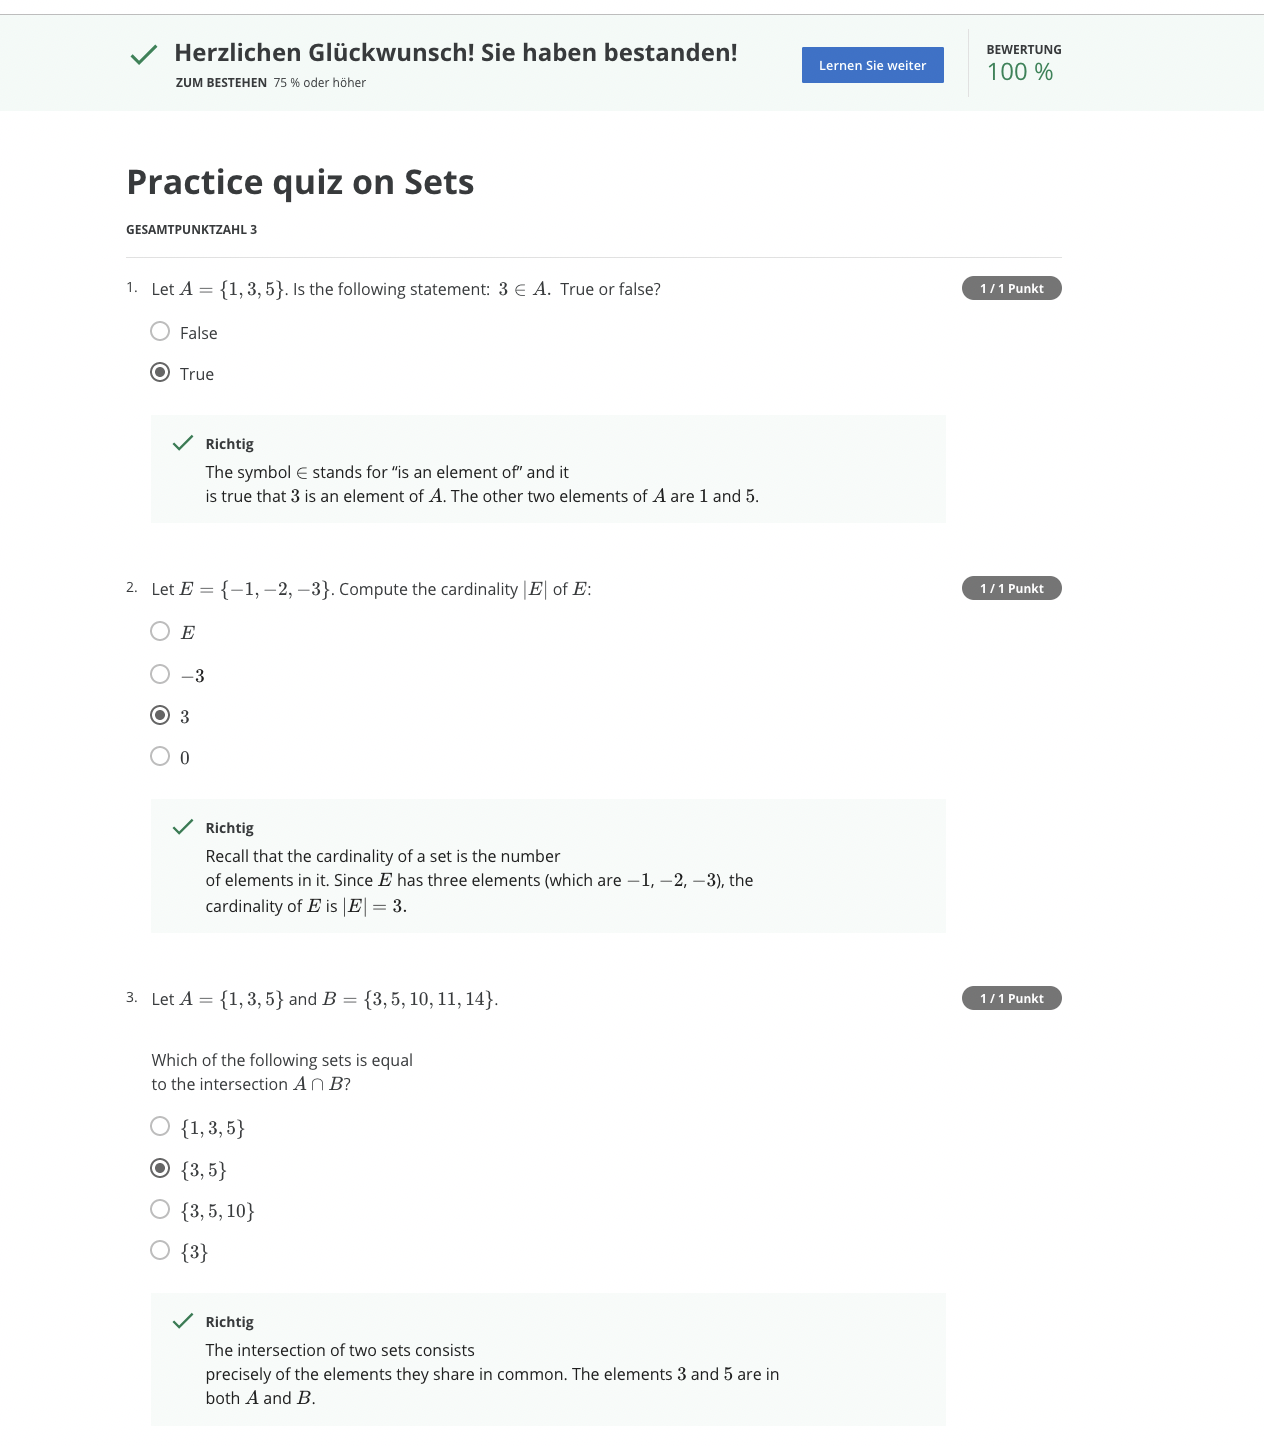 Herzlichen Glückwunsch! Sie haben bestanden!
ZUM BESTEHEN 75 % oder höher
Lernen Sie weiter
BEWERTUNG
100 %
Practice quiz on Sets
GESAMTPUNKTZAHL 3
1. Let A = {1, 3, 5}. Is the following statement: 3 ∈ A. True or false?
1 / 1 Punkt
False
True
Richtig
The symbol ∈ stands for “is an element of” and it
is true that 3 is an element of A. The other two elements of A are 1 and 5.
2. Let E = {−1, −2, −3}. Compute the cardinality |E| of E:
1 / 1 Punkt
E
−3
3
0
Richtig
Recall that the cardinality of a set is the number
of elements in it. Since E has three elements (which are −1, −2, −3), the
cardinality of E is |E| = 3.
3. Let A = {1, 3, 5} and B = {3, 5, 10, 11, 14}.
1 / 1 Punkt
Which of the following sets is equal
to the intersection A ∩ B?
{1, 3, 5}
{3, 5}
{3, 5, 10}
{3}
Richtig
The intersection of two sets consists
precisely of the elements they share in common. The elements 3 and 5 are in
both A and B.